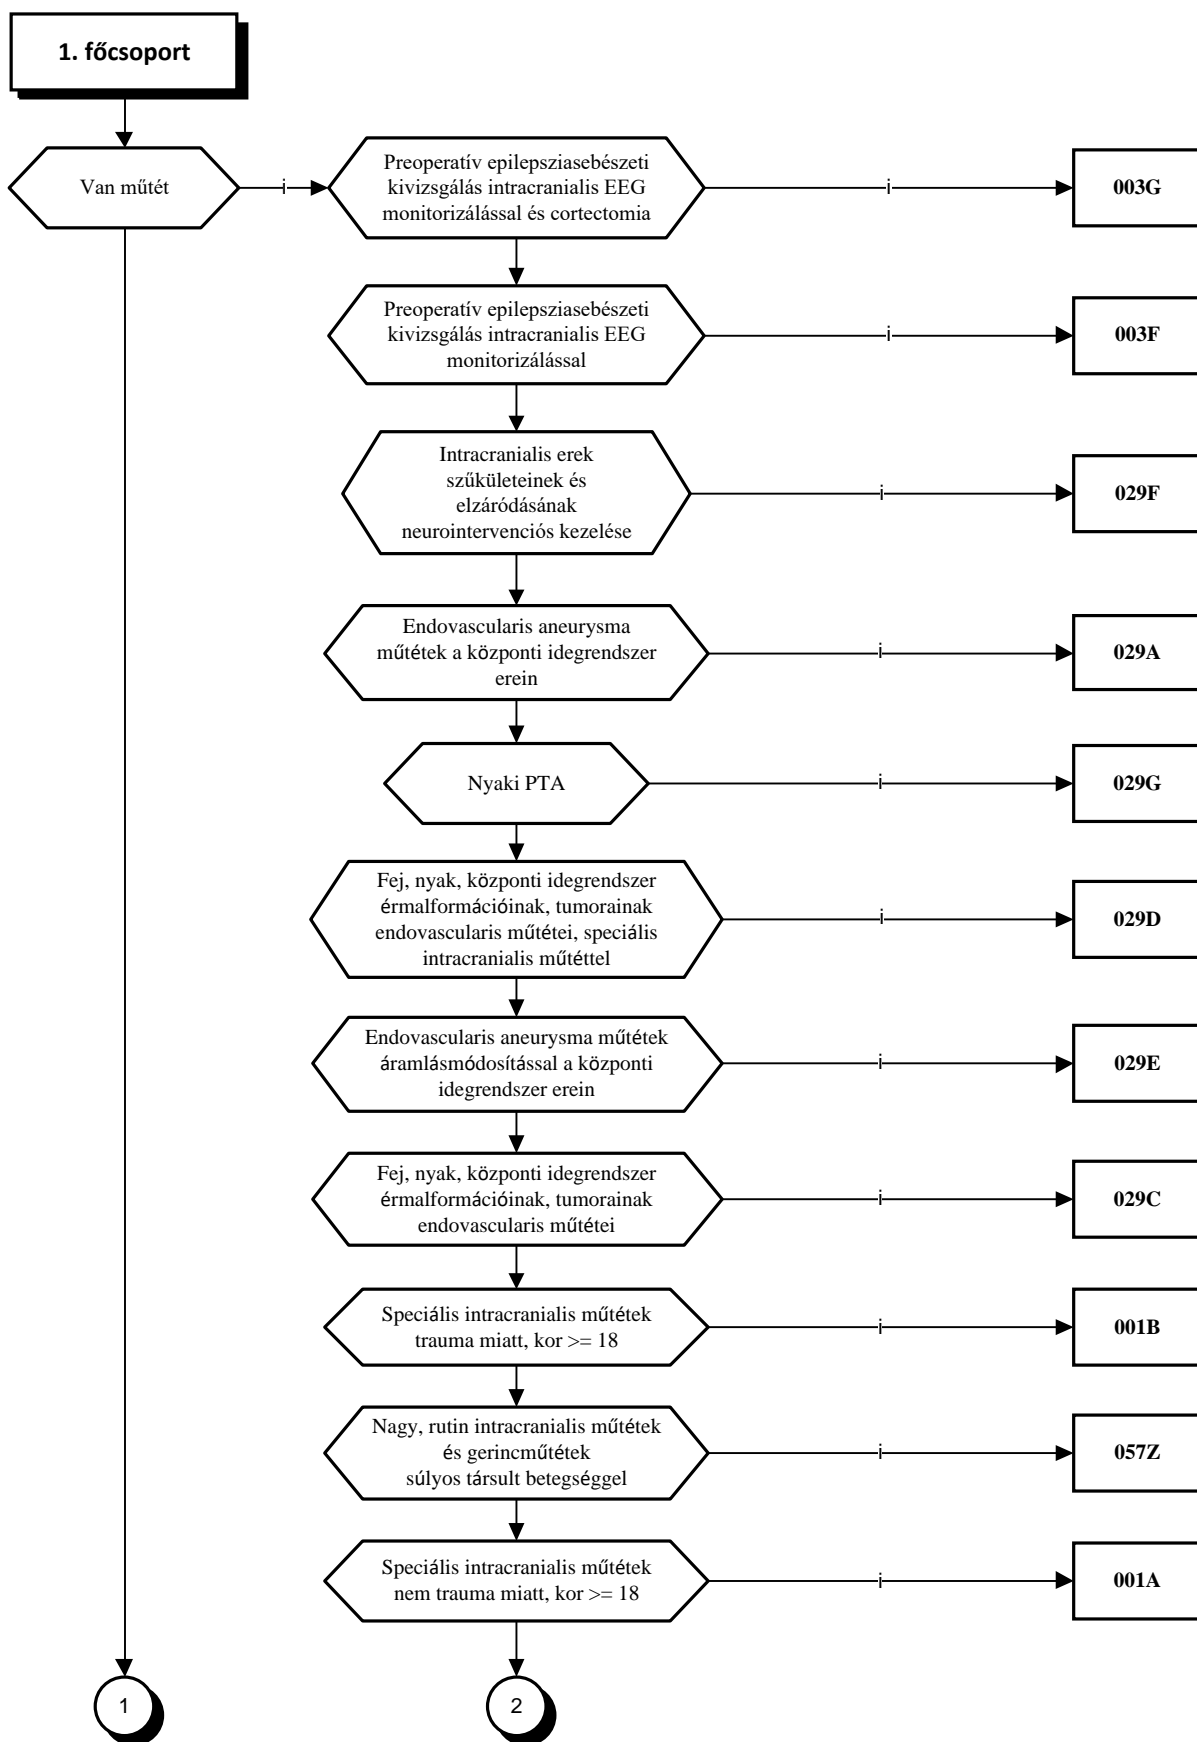 1. főcsoport
Van műtét
i
Preoperatív epilepsziasebészeti
kivizsgálás intracranialis EEG
monitorizálással és cortectomia
i
003G
Preoperatív epilepsziasebészeti
kivizsgálás intracranialis EEG
monitorizálással
i
003F
Intracranialis erek
szűkületeinek és
elzáródásának
neurointervenciós kezelése
i
029F
Endovascularis aneurysma
műtétek a központi idegrendszer
erein
i
029A
Nyaki PTA
i
029G
Fej, nyak, központi idegrendszer
érmalformációinak, tumorainak
endovascularis műtétei, speciális
intracranialis műtéttel
i
029D
Endovascularis aneurysma műtétek
áramlásmódosítással a központi
idegrendszer erein
i
029E
Fej, nyak, központi idegrendszer
érmalformációinak, tumorainak
endovascularis műtétei
i
029C
Speciális intracranialis műtétek
trauma miatt, kor >= 18
i
001B
Nagy, rutin intracranialis műtétek
és gerincműtétek
súlyos társult betegséggel
i
057Z
Speciális intracranialis műtétek
nem trauma miatt, kor >= 18
i
001A
1
2